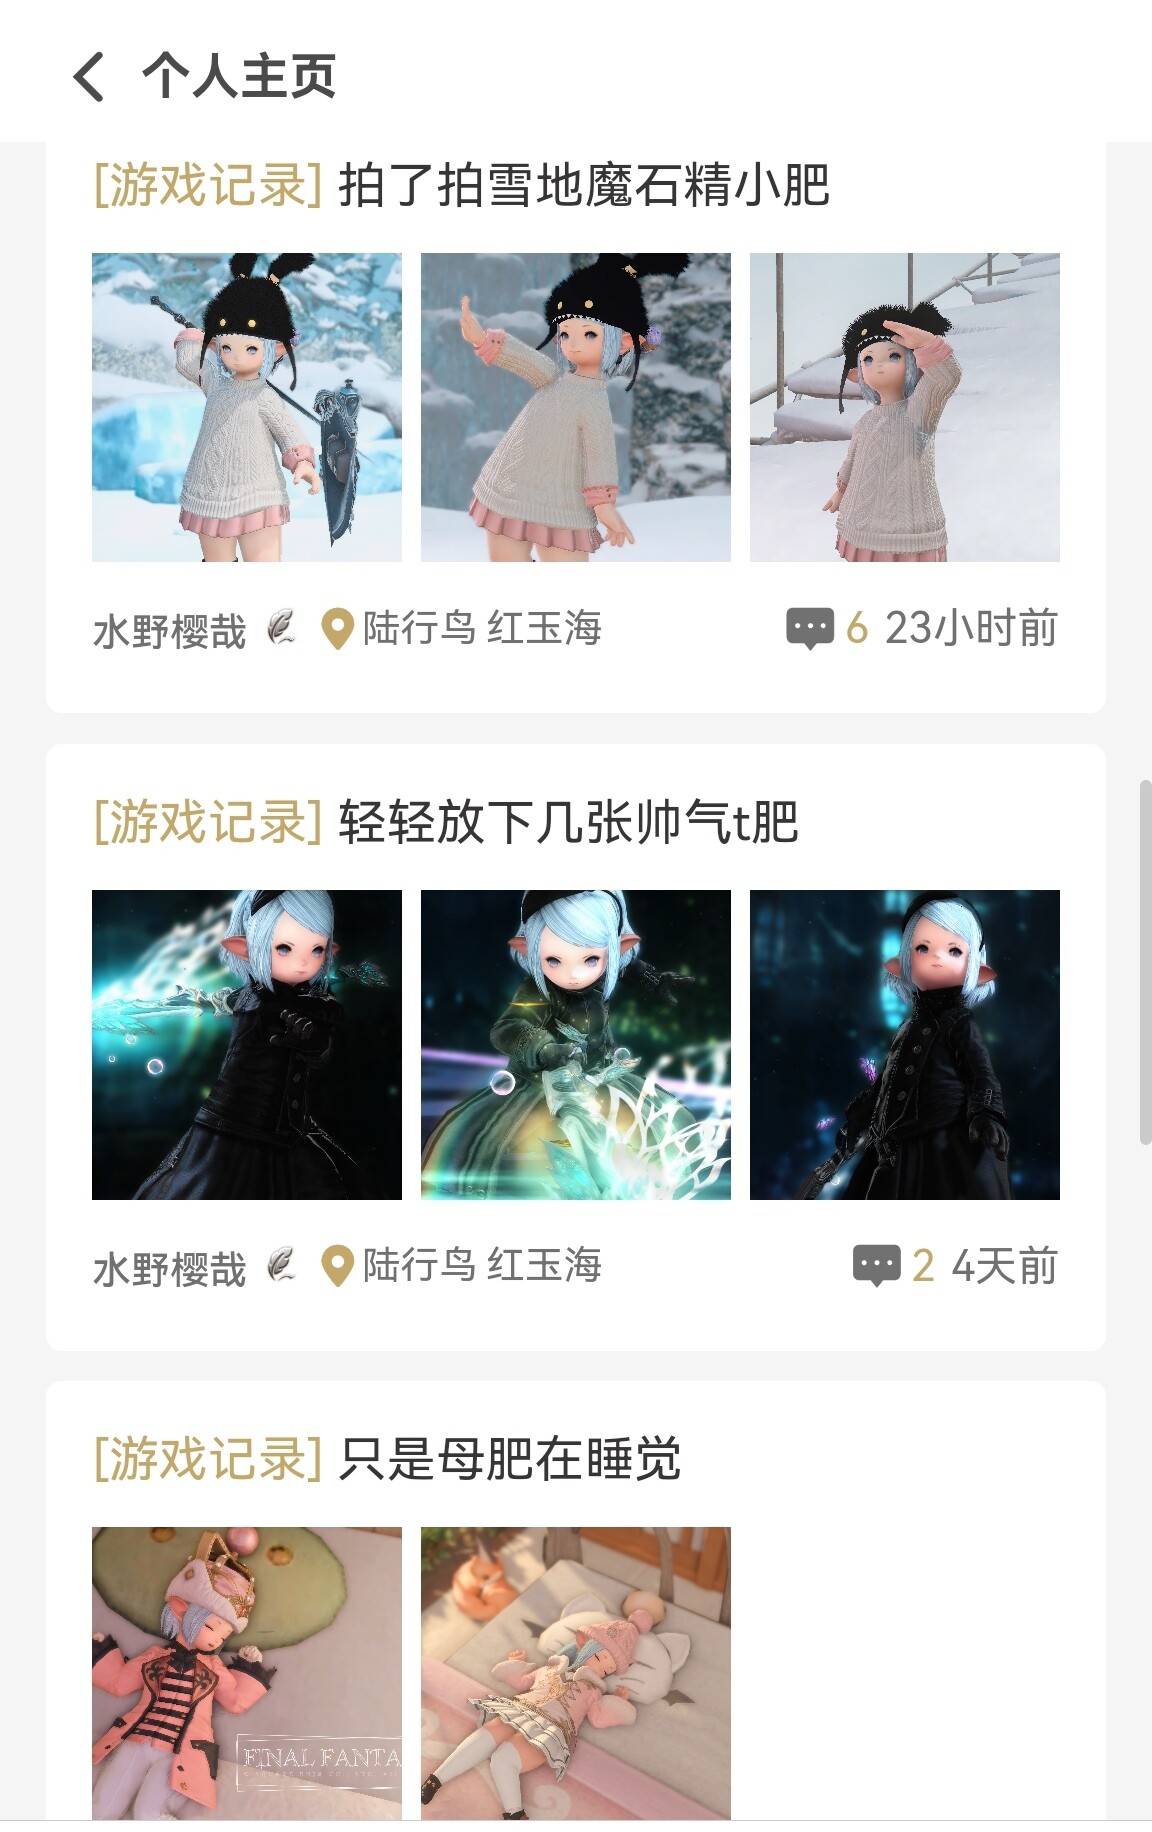 个人主页
[游戏记录] 拍了拍雪地魔石精小肥
水野樱哉 陆行鸟 红玉海 6 23小时前
[游戏记录] 轻轻放下几张帅气t肥
水野樱哉 陆行鸟 红玉海 2 4天前
[游戏记录] 只是母肥在睡觉
FINAL FANTA